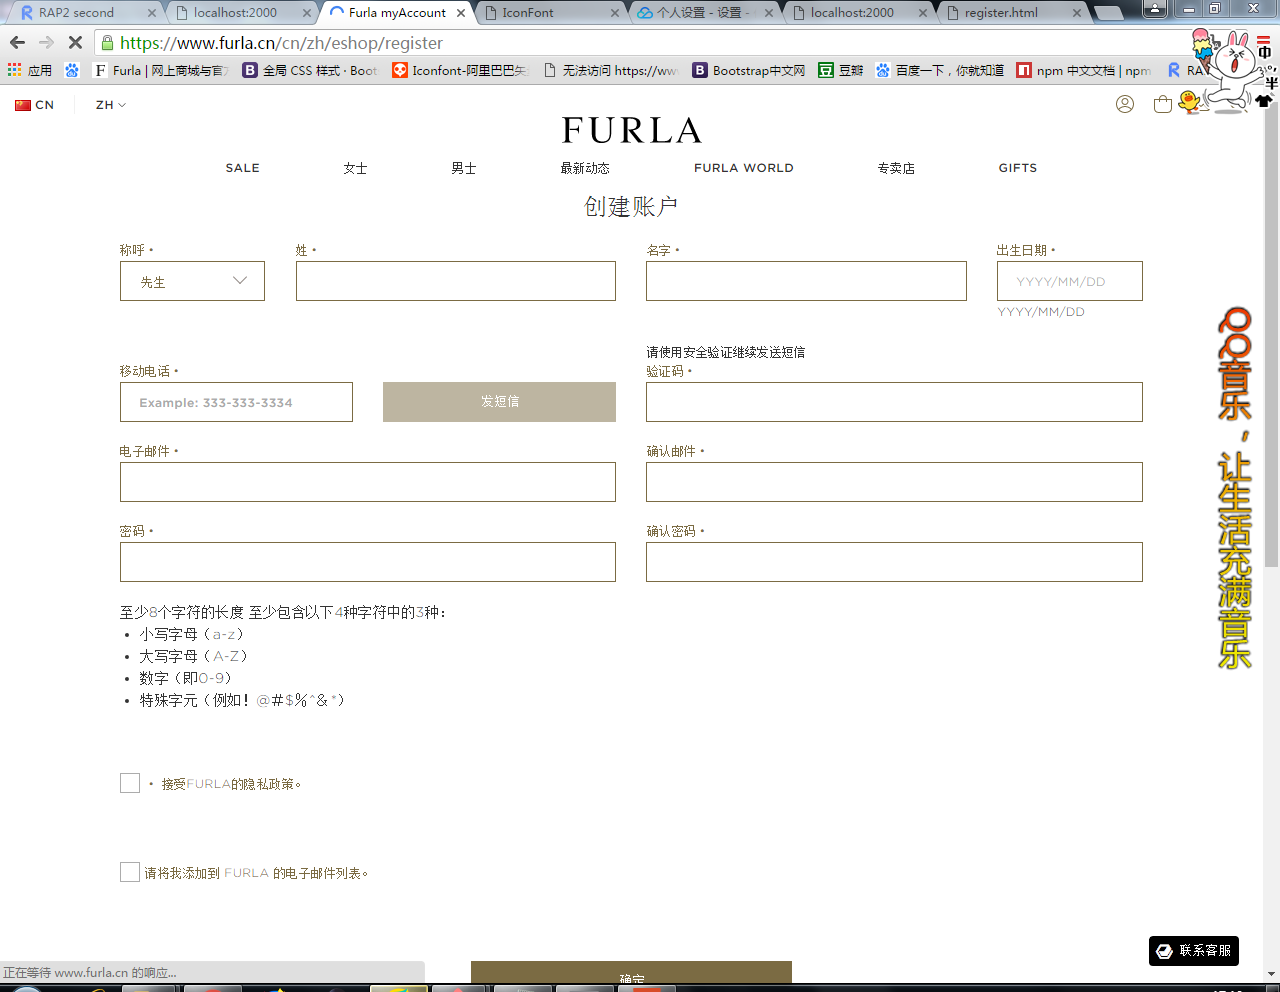 RAP2 second
localhost:2000
Furla myAccount
IconFont
个人设置 - 设置 -
localhost:2000
register.html
https://www.furla.cn/cn/zh/eshop/register
应用
Furla | 网上商城与官
全局 CSS 样式 · Boot
Iconfont-阿里巴巴矢
无法访问 https://ww
Bootstrap中文网
豆瓣
百度一下，你就知道
npm 中文文档 | npm
CN
ZH
FURLA
SALE
女士
男士
最新动态
FURLA WORLD
专卖店
GIFTS
创建账户
称呼 •
姓 •
名字 •
出生日期 •
先生
YYYY/MM/DD
YYYY/MM/DD
请使用安全验证继续发送短信
移动电话 •
验证码 •
Example: 333-333-3334
发短信
电子邮件 •
确认邮件 •
密码 •
确认密码 •
至少8个字符的长度 至少包含以下4种字符中的3种：
• 小写字母（a-z）
• 大写字母（A-Z）
• 数字（即0-9）
• 特殊字元（例如！@#$%^&*）
• 接受FURLA的隐私政策。
请将我添加到 FURLA 的电子邮件列表。
QQ音乐，让生活充满音乐
中
半
联系客服
正在等待 www.furla.cn 的响应...
确定